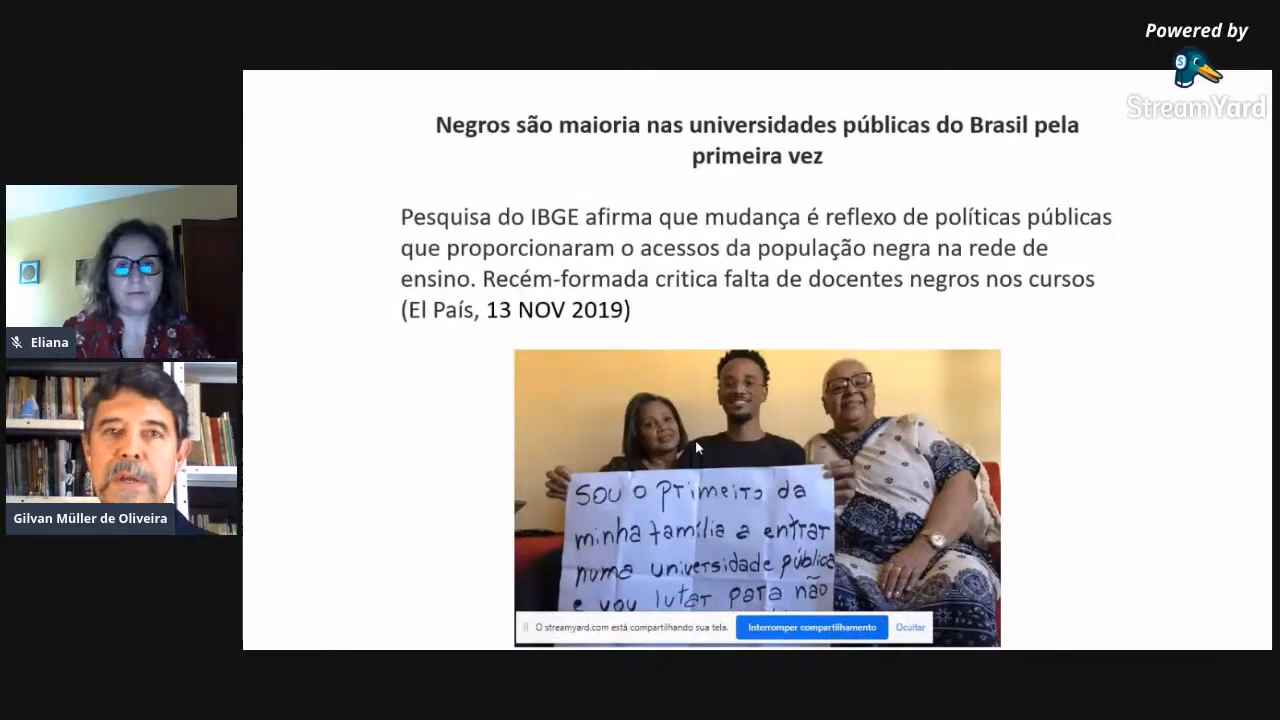 Powered by
StreamYard
Negros são maioria nas universidades públicas do Brasil pela
primeira vez
Pesquisa do IBGE afirma que mudança é reflexo de políticas públicas
que proporcionaram o acessos da população negra na rede de
ensino. Recém-formada critica falta de docentes negros nos cursos
(El País, 13 NOV 2019)
Eliana
Gilvan Müller de Oliveira
Sou o primeiro da
minha família a entrar
numa universidade pública
e vou lutar para não
O streamyard.com está compartilhando sua tela.
Interromper compartilhamento
Ocultar